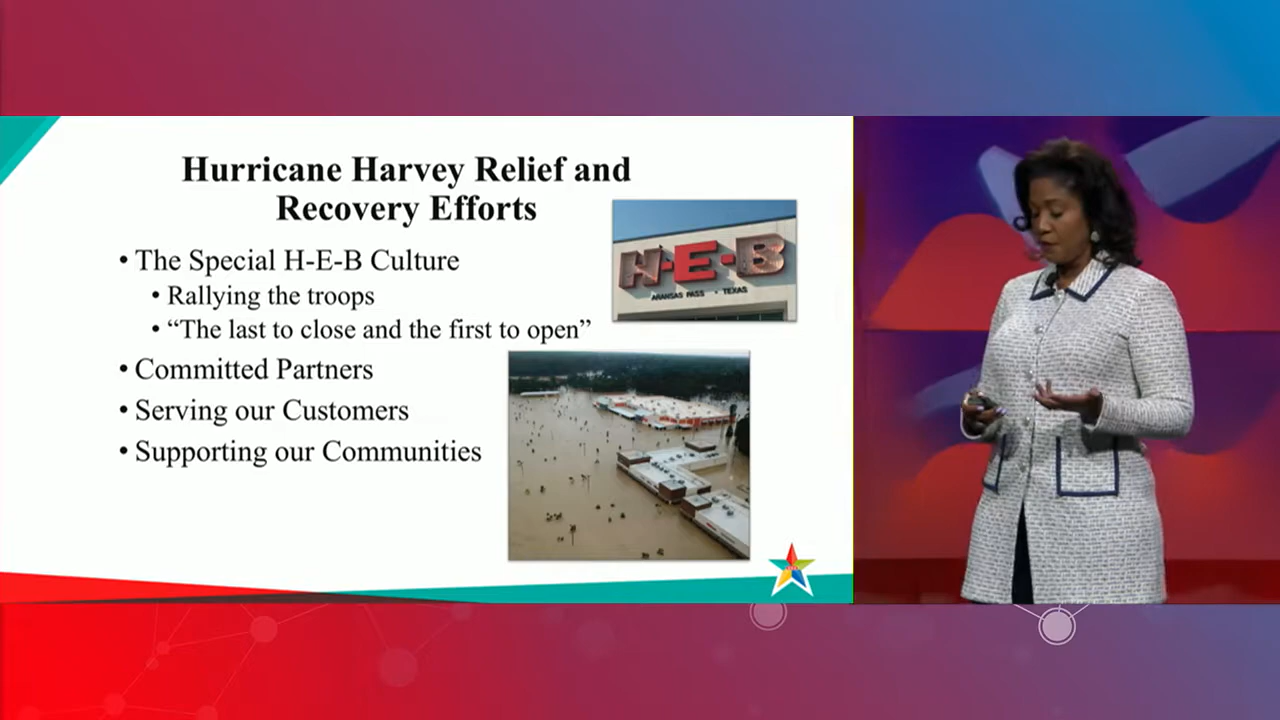 Hurricane Harvey Relief and
Recovery Efforts
• The Special H-E-B Culture
• Rallying the troops
• “The last to close and the first to open”
• Committed Partners
• Serving our Customers
• Supporting our Communities
H-E-B
ARANSAS PASS • TEXAS